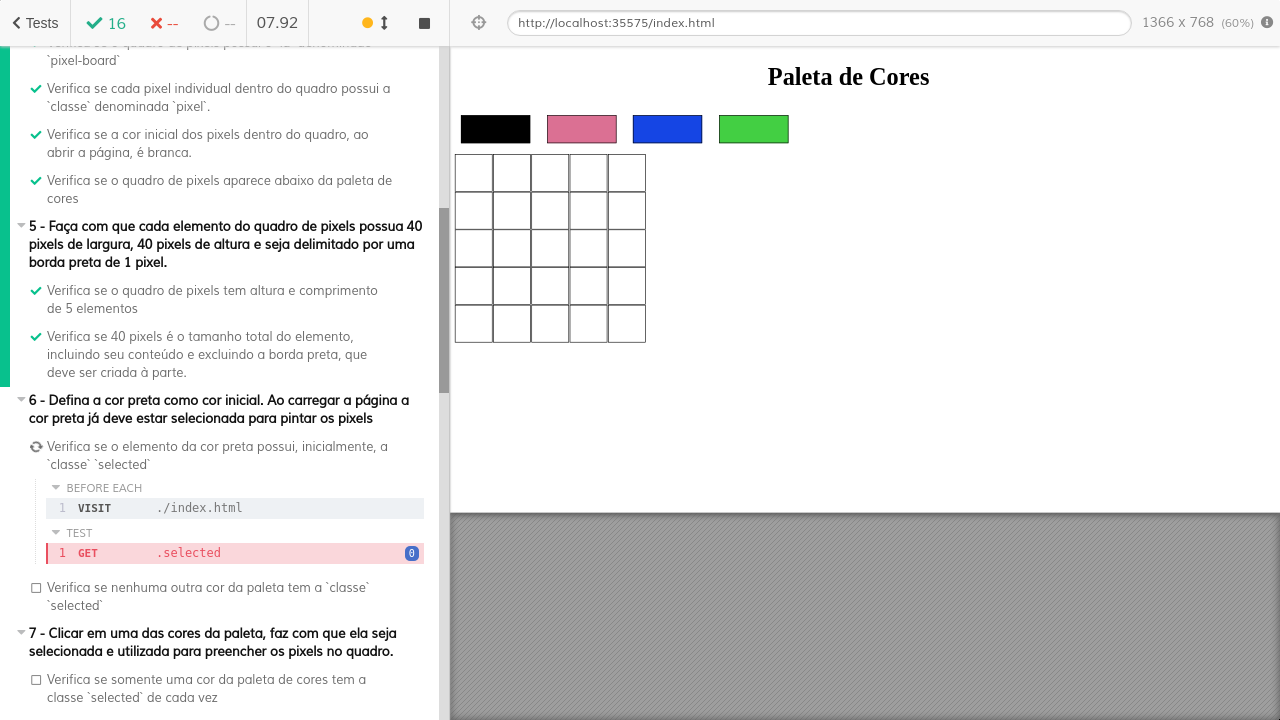 Tests 16 -- -- 07.92
http://localhost:35575/index.html 1366 x 768 (60%)
`pixel-board`
Verifica se cada pixel individual dentro do quadro possui a
`classe` denominada `pixel`.
Verifica se a cor inicial dos pixels dentro do quadro, ao
abrir a página, é branca.
Verifica se o quadro de pixels aparece abaixo da paleta de
cores
5 - Faça com que cada elemento do quadro de pixels possua 40
pixels de largura, 40 pixels de altura e seja delimitado por uma
borda preta de 1 pixel.
Verifica se o quadro de pixels tem altura e comprimento
de 5 elementos
Verifica se 40 pixels é o tamanho total do elemento,
incluindo seu conteúdo e excluindo a borda preta, que
deve ser criada à parte.
6 - Defina a cor preta como cor inicial. Ao carregar a página a
cor preta já deve estar selecionada para pintar os pixels
Verifica se o elemento da cor preta possui, inicialmente, a
`classe` `selected`
BEFORE EACH
1 VISIT ./index.html
TEST
1 GET .selected 0
Verifica se nenhuma outra cor da paleta tem a `classe`
`selected`
7 - Clicar em uma das cores da paleta, faz com que ela seja
selecionada e utilizada para preencher os pixels no quadro.
Verifica se somente uma cor da paleta de cores tem a
classe `selected` de cada vez
Paleta de Cores